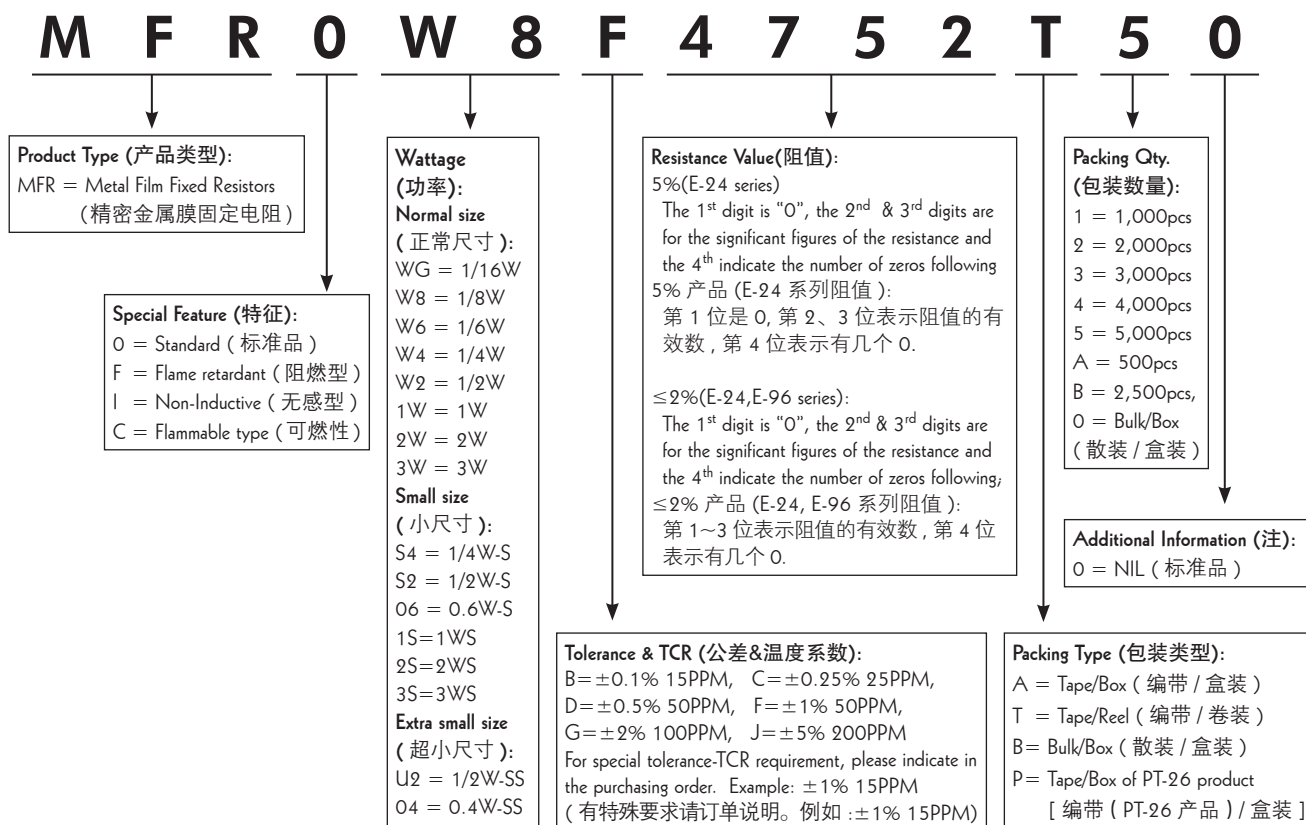 M F R 0 W 8 F 4 7 5 2 T 5 0
Product Type (产品类型):
MFR = Metal Film Fixed Resistors
(精密金属膜固定电阻)
Special Feature (特征):
0 = Standard ( 标准品 )
F = Flame retardant ( 阻燃型 )
I = Non-Inductive ( 无感型 )
C = Flammable type ( 可燃性 )
Wattage
(功率):
Normal size
( 正常尺寸 ):
WG = 1/16W
W8 = 1/8W
W6 = 1/6W
W4 = 1/4W
W2 = 1/2W
1W = 1W
2W = 2W
3W = 3W
Small size
( 小尺寸 ):
S4 = 1/4W-S
S2 = 1/2W-S
06 = 0.6W-S
1S=1WS
2S=2WS
3S=3WS
Extra small size
( 超小尺寸 ):
U2 = 1/2W-SS
04 = 0.4W-SS
Tolerance & TCR (公差&温度系数):
B=±0.1% 15PPM, C=±0.25% 25PPM,
D=±0.5% 50PPM, F=±1% 50PPM,
G=±2% 100PPM, J=±5% 200PPM
For special tolerance-TCR requirement, please indicate in
the purchasing order. Example: ±1% 15PPM
( 有特殊要求请订单说明。例如 :±1% 15PPM)
Resistance Value(阻值):
5%(E-24 series)
The 1st digit is “0”, the 2nd & 3rd digits are
for the significant figures of the resistance and
the 4th indicate the number of zeros following
5% 产品 (E-24 系列阻值 ):
第 1 位是 0, 第 2、3 位表示阻值的有
效数 , 第 4 位表示有几个 0.
≤2%(E-24,E-96 series):
The 1st digit is “0”, the 2nd & 3rd digits are
for the significant figures of the resistance and
the 4th indicate the number of zeros following;
≤2% 产品 (E-24, E-96 系列阻值 ):
第 1~3 位表示阻值的有效数 , 第 4 位
表示有几个 0.
Packing Type (包装类型):
A = Tape/Box ( 编带 / 盒装 )
T = Tape/Reel ( 编带 / 卷装 )
B= Bulk/Box ( 散装 / 盒装 )
P= Tape/Box of PT-26 product
[ 编带 ( PT-26 产品 ) / 盒装 ]
Packing Qty.
(包装数量):
1 = 1,000pcs
2 = 2,000pcs
3 = 3,000pcs
4 = 4,000pcs
5 = 5,000pcs
A = 500pcs
B = 2,500pcs,
0 = Bulk/Box
( 散装 / 盒装 )
Additional Information (注):
0 = NIL ( 标准品 )